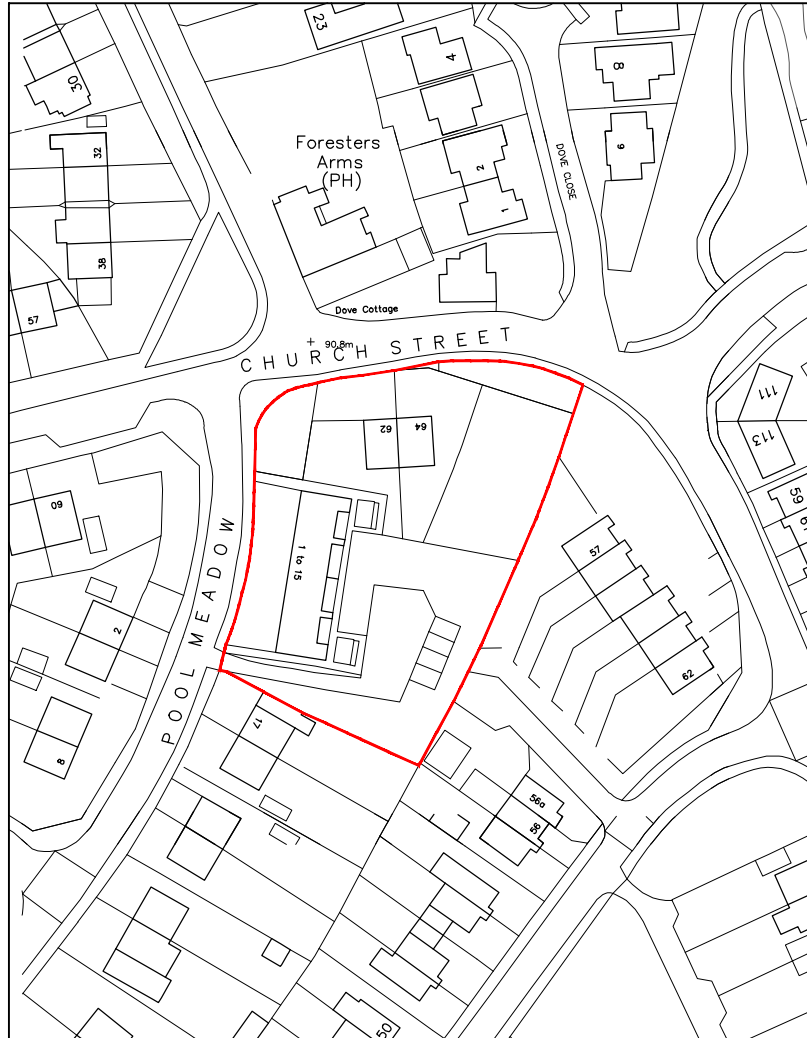 23
30
4
8
32
Foresters
Arms
(PH)
2
1
6
DOVE CLOSE
38
57
Dove Cottage
+ 90.8m
CHURCH STREET
111
113
62
64
59
60
POOL MEADOW
1 to 15
57
2
62
17
8
56a
56
50